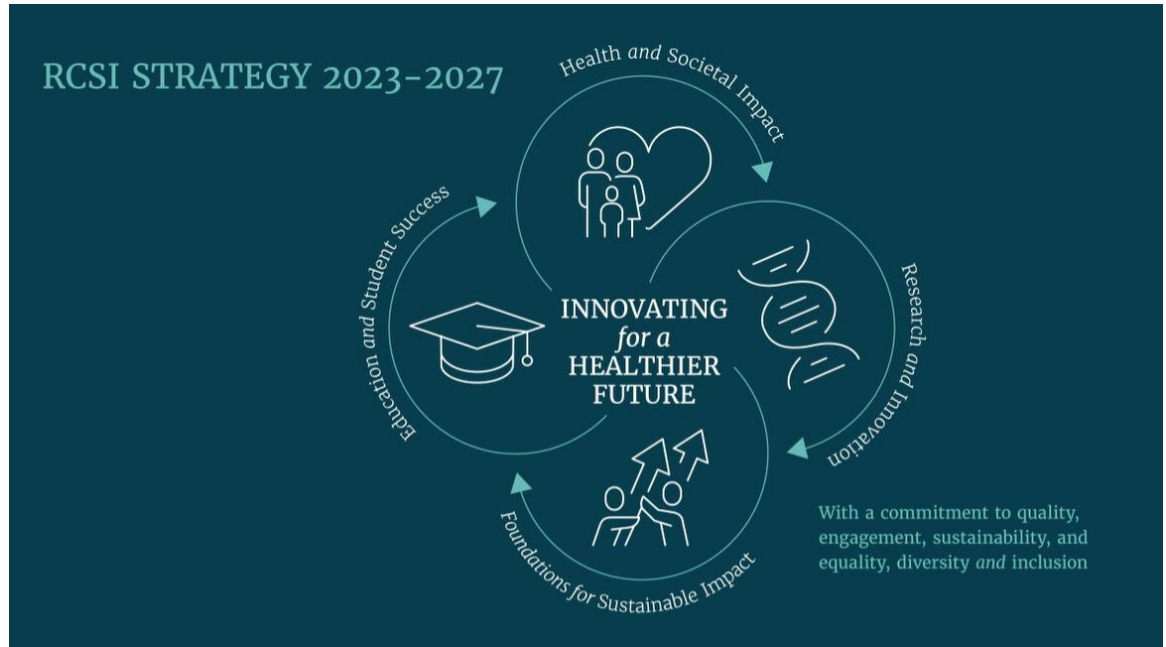 RCSI STRATEGY 2023–2027
Health and Societal Impact
Education and Student Success
Research and Innovation
INNOVATING
for a
HEALTHIER
FUTURE
Foundations for Sustainable Impact
With a commitment to quality,
engagement, sustainability, and
equality, diversity and inclusion